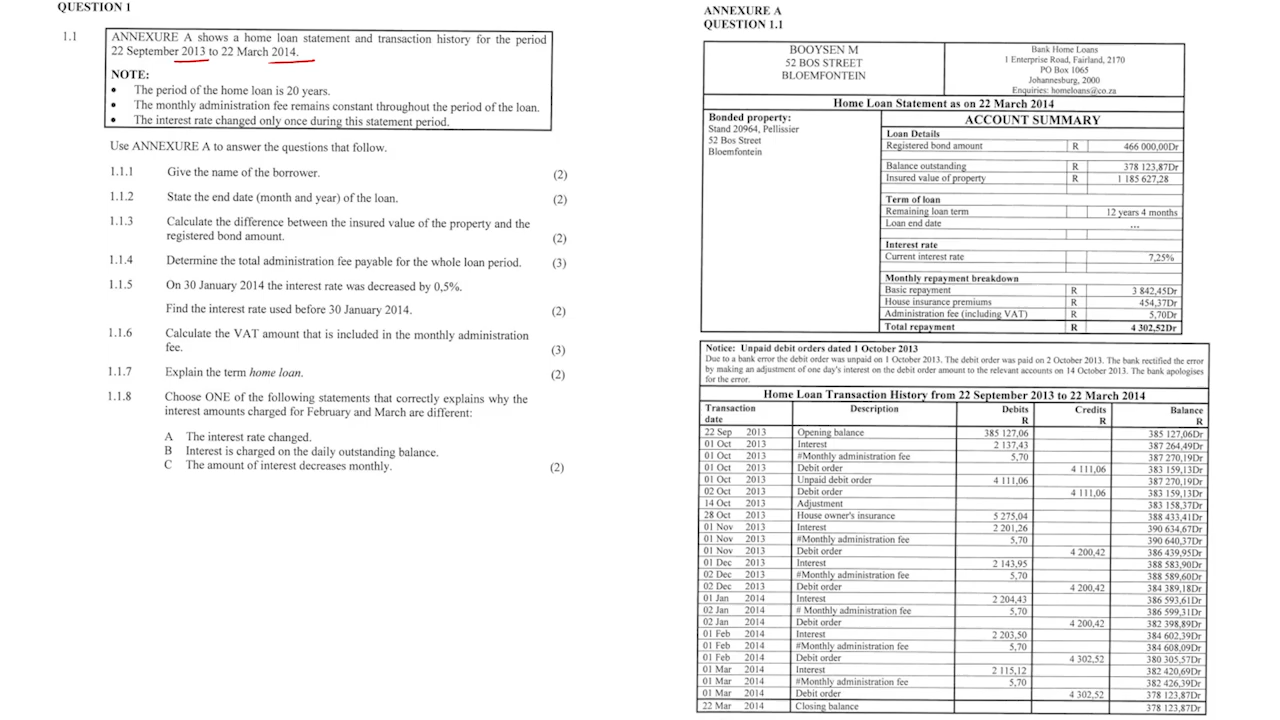 QUESTION 1
1.1 ANNEXURE A shows a home loan statement and transaction history for the period
22 September 2013 to 22 March 2014.
NOTE:
• The period of the home loan is 20 years.
• The monthly administration fee remains constant throughout the period of the loan.
• The interest rate changed only once during this statement period.
Use ANNEXURE A to answer the questions that follow.
1.1.1 Give the name of the borrower. (2)
1.1.2 State the end date (month and year) of the loan. (2)
1.1.3 Calculate the difference between the insured value of the property and the
registered bond amount. (2)
1.1.4 Determine the total administration fee payable for the whole loan period. (3)
1.1.5 On 30 January 2014 the interest rate was decreased by 0,5%.
Find the interest rate used before 30 January 2014. (2)
1.1.6 Calculate the VAT amount that is included in the monthly administration
fee. (3)
1.1.7 Explain the term home loan. (2)
1.1.8 Choose ONE of the following statements that correctly explains why the
interest amounts charged for February and March are different:
A The interest rate changed.
B Interest is charged on the daily outstanding balance.
C The amount of interest decreases monthly. (2)
ANNEXURE A
QUESTION 1.1
BOOYSEN M
52 BOS STREET
BLOEMFONTEIN
Bank Home Loans
1 Enterprise Road, Fairland, 2170
PO Box 1065
Johannesburg, 2000
Enquiries: homeloans@co.za
Home Loan Statement as on 22 March 2014
Bonded property:
Stand 20964, Pellissier
52 Bos Street
Bloemfontein
ACCOUNT SUMMARY
Loan Details
Registered bond amount R 466 000,00Dr
Balance outstanding R 378 123,87Dr
Insured value of property R 1 185 627,28
Term of loan
Remaining loan term 12 years 4 months
Loan end date ...
Interest rate
Current interest rate 7,25%
Monthly repayment breakdown
Basic repayment R 3 842,45Dr
House insurance premiums R 454,37Dr
Administration fee (including VAT) R 5,70Dr
Total repayment R 4 302,52Dr
Notice: Unpaid debit orders dated 1 October 2013
Due to a bank error the debit order was unpaid on 1 October 2013. The debit order was paid on 2 October 2013. The bank rectified the error
by making an adjustment of one day's interest on the debit order amount to the relevant accounts on 14 October 2013. The bank apologises
for the error.
Home Loan Transaction History from 22 September 2013 to 22 March 2014
Transaction date Description Debits R Credits R Balance R
22 Sep 2013 Opening balance 385 127,06 385 127,06Dr
01 Oct 2013 Interest 2 137,43 387 264,49Dr
01 Oct 2013 #Monthly administration fee 5,70 387 270,19Dr
01 Oct 2013 Debit order 4 111,06 383 159,13Dr
01 Oct 2013 Unpaid debit order 4 111,06 387 270,19Dr
02 Oct 2013 Debit order 4 111,06 383 159,13Dr
14 Oct 2013 Adjustment 383 158,37Dr
28 Oct 2013 House owner's insurance 5 275,04 388 433,41Dr
01 Nov 2013 Interest 2 201,26 390 634,67Dr
01 Nov 2013 #Monthly administration fee 5,70 390 640,37Dr
01 Nov 2013 Debit order 4 200,42 386 439,95Dr
01 Dec 2013 Interest 2 143,95 388 583,90Dr
02 Dec 2013 #Monthly administration fee 5,70 388 589,60Dr
02 Dec 2013 Debit order 4 200,42 384 389,18Dr
01 Jan 2014 Interest 2 204,43 386 593,61Dr
02 Jan 2014 # Monthly administration fee 5,70 386 599,31Dr
02 Jan 2014 Debit order 4 200,42 382 398,89Dr
01 Feb 2014 Interest 2 203,50 384 602,39Dr
01 Feb 2014 #Monthly administration fee 5,70 384 608,09Dr
01 Feb 2014 Debit order 4 302,52 380 305,57Dr
01 Mar 2014 Interest 2 115,12 382 420,69Dr
01 Mar 2014 #Monthly administration fee 5,70 382 426,39Dr
01 Mar 2014 Debit order 4 302,52 378 123,87Dr
22 Mar 2014 Closing balance 378 123,87Dr